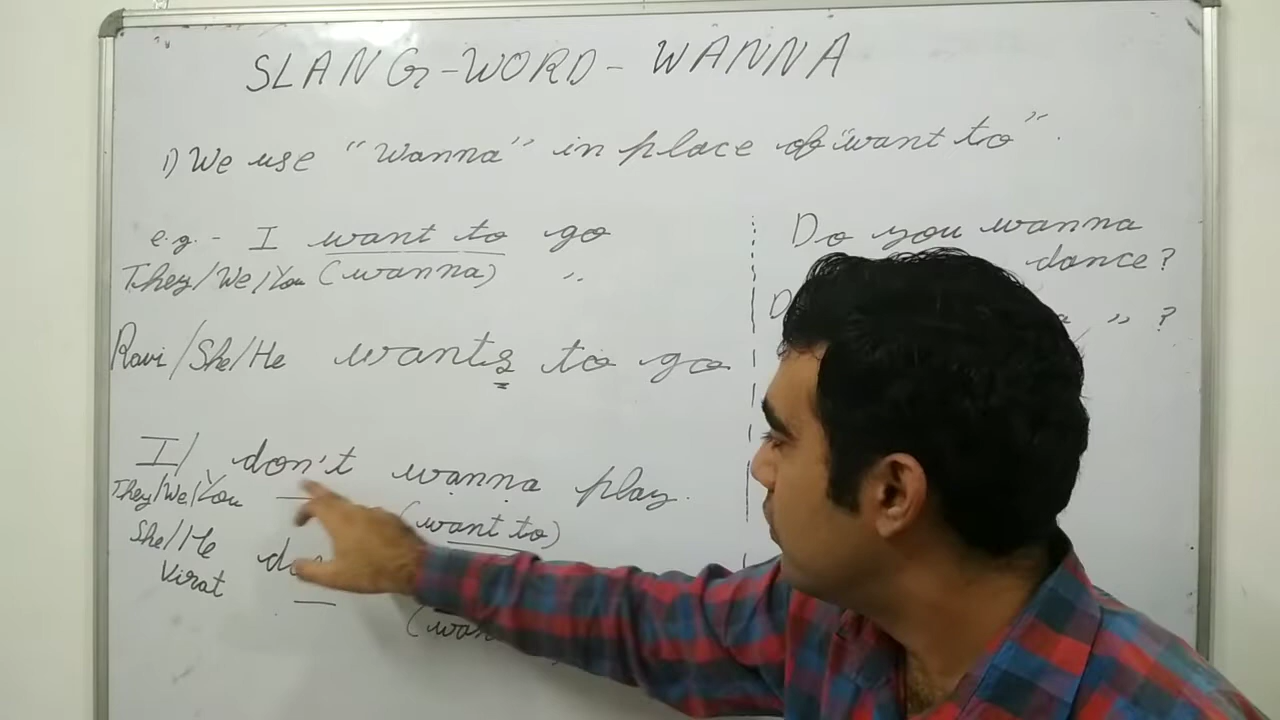 SLANG-WORD-WANNA
1) We use "Wanna" in place of "want to".
e.g.- I want to go
They/We/You (wanna) "
Ravi/She/He wants to go
I/ don't wanna play.
They/We/You (want to)
She/He
Virat
Do you wanna
dance?
" ?